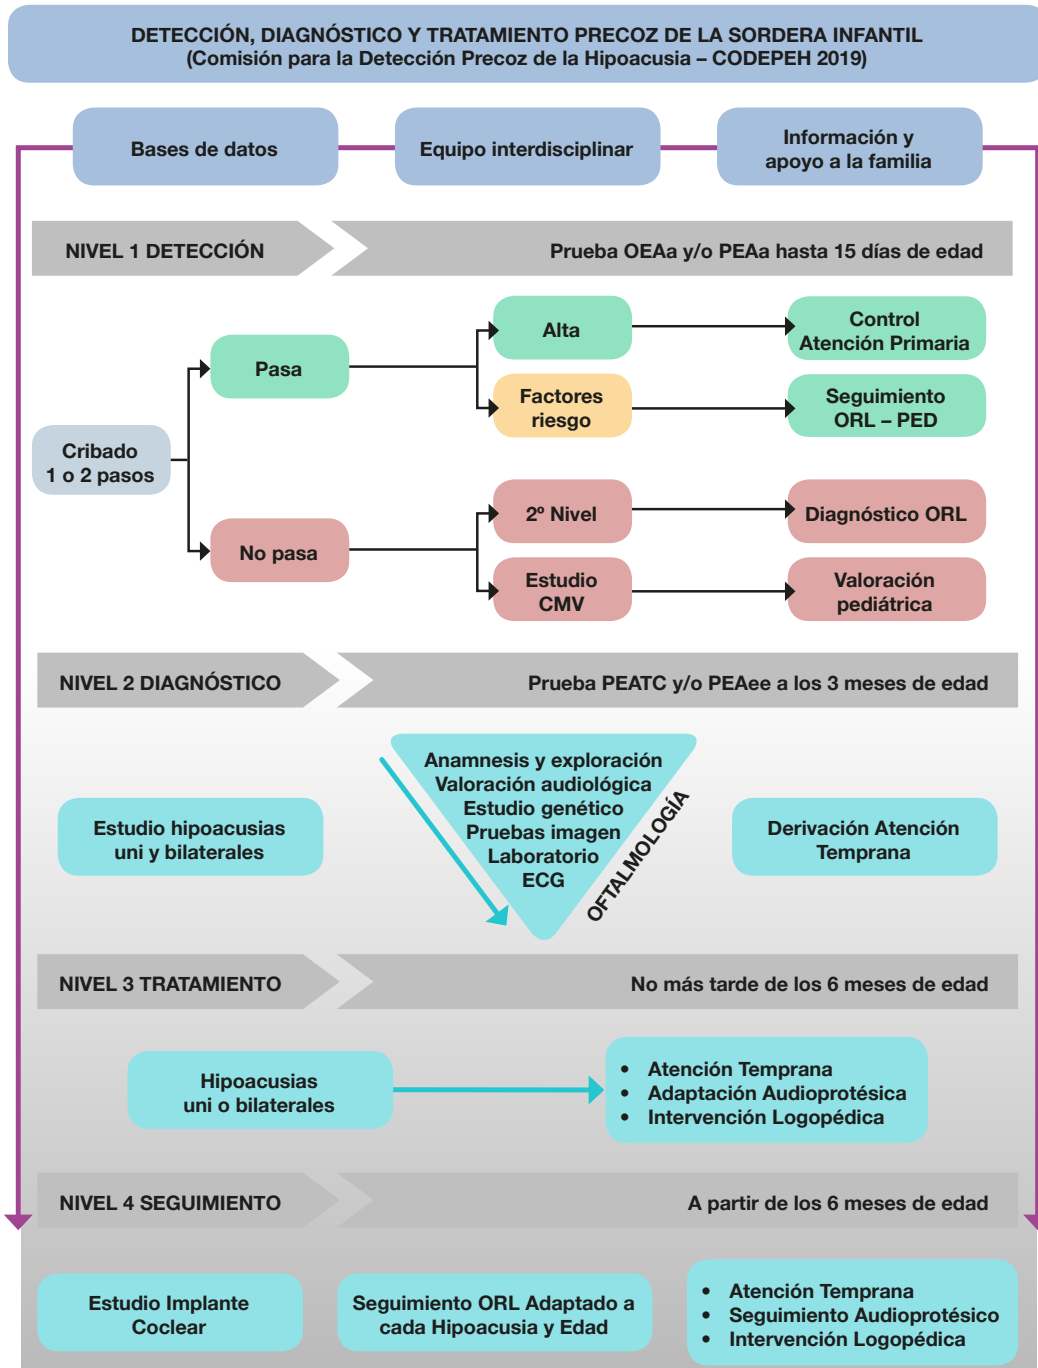 DETECCIÓN, DIAGNÓSTICO Y TRATAMIENTO PRECOZ DE LA SORDERA INFANTIL
(Comisión para la Detección Precoz de la Hipoacusia – CODEPEH 2019)
Bases de datos
Equipo interdisciplinar
Información y
apoyo a la familia
NIVEL 1 DETECCIÓN
Prueba OEAa y/o PEAa hasta 15 días de edad
Cribado
1 o 2 pasos
Pasa
Alta
Control
Atención Primaria
Factores
riesgo
Seguimiento
ORL – PED
No pasa
2º Nivel
Diagnóstico ORL
Estudio
CMV
Valoración
pediátrica
NIVEL 2 DIAGNÓSTICO
Prueba PEATC y/o PEAee a los 3 meses de edad
Estudio hipoacusias
uni y bilaterales
Anamnesis y exploración
Valoración audiológica
Estudio genético
Pruebas imagen
Laboratorio
ECG
OFTALMOLOGÍA
Derivación Atención
Temprana
NIVEL 3 TRATAMIENTO
No más tarde de los 6 meses de edad
Hipoacusias
uni o bilaterales
• Atención Temprana
• Adaptación Audioprotésica
• Intervención Logopédica
NIVEL 4 SEGUIMIENTO
A partir de los 6 meses de edad
Estudio Implante
Coclear
Seguimiento ORL Adaptado a
cada Hipoacusia y Edad
• Atención Temprana
• Seguimiento Audioprotésico
• Intervención Logopédica